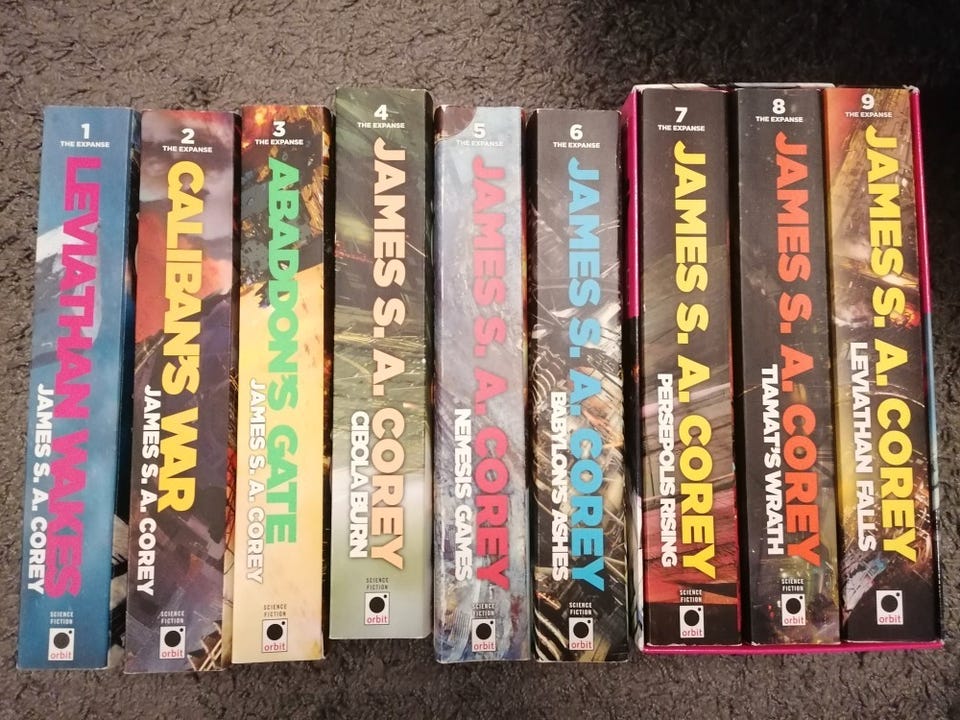 1
THE EXPANSE
LEVIATHAN WAKES
JAMES S. A. COREY
orbit
2
THE EXPANSE
CALIBAN'S WAR
JAMES S. A. COREY
SCIENCE
FICTION
orbit
3
THE EXPANSE
ABADDON'S GATE
JAMES S. A. COREY
SCIENCE
FICTION
orbit
4
THE EXPANSE
JAMES S. A. COREY
CIBOLA BURN
SCIENCE
FICTION
orbit
5
THE EXPANSE
JAMES S. A. COREY
NEMESIS GAMES
SCIENCE
FICTION
orbit
6
THE EXPANSE
JAMES S. A. COREY
BABYLON'S ASHES
SCIENCE
FICTION
orbit
7
THE EXPANSE
JAMES S. A. COREY
PERSEPOLIS RISING
SCIENCE
FICTION
orbit
8
THE EXPANSE
JAMES S. A. COREY
TIAMAT'S WRATH
SCIENCE
FICTION
orbit
9
THE EXPANSE
JAMES S. A. COREY
LEVIATHAN FALLS
SCIENCE
FICTION
orbit